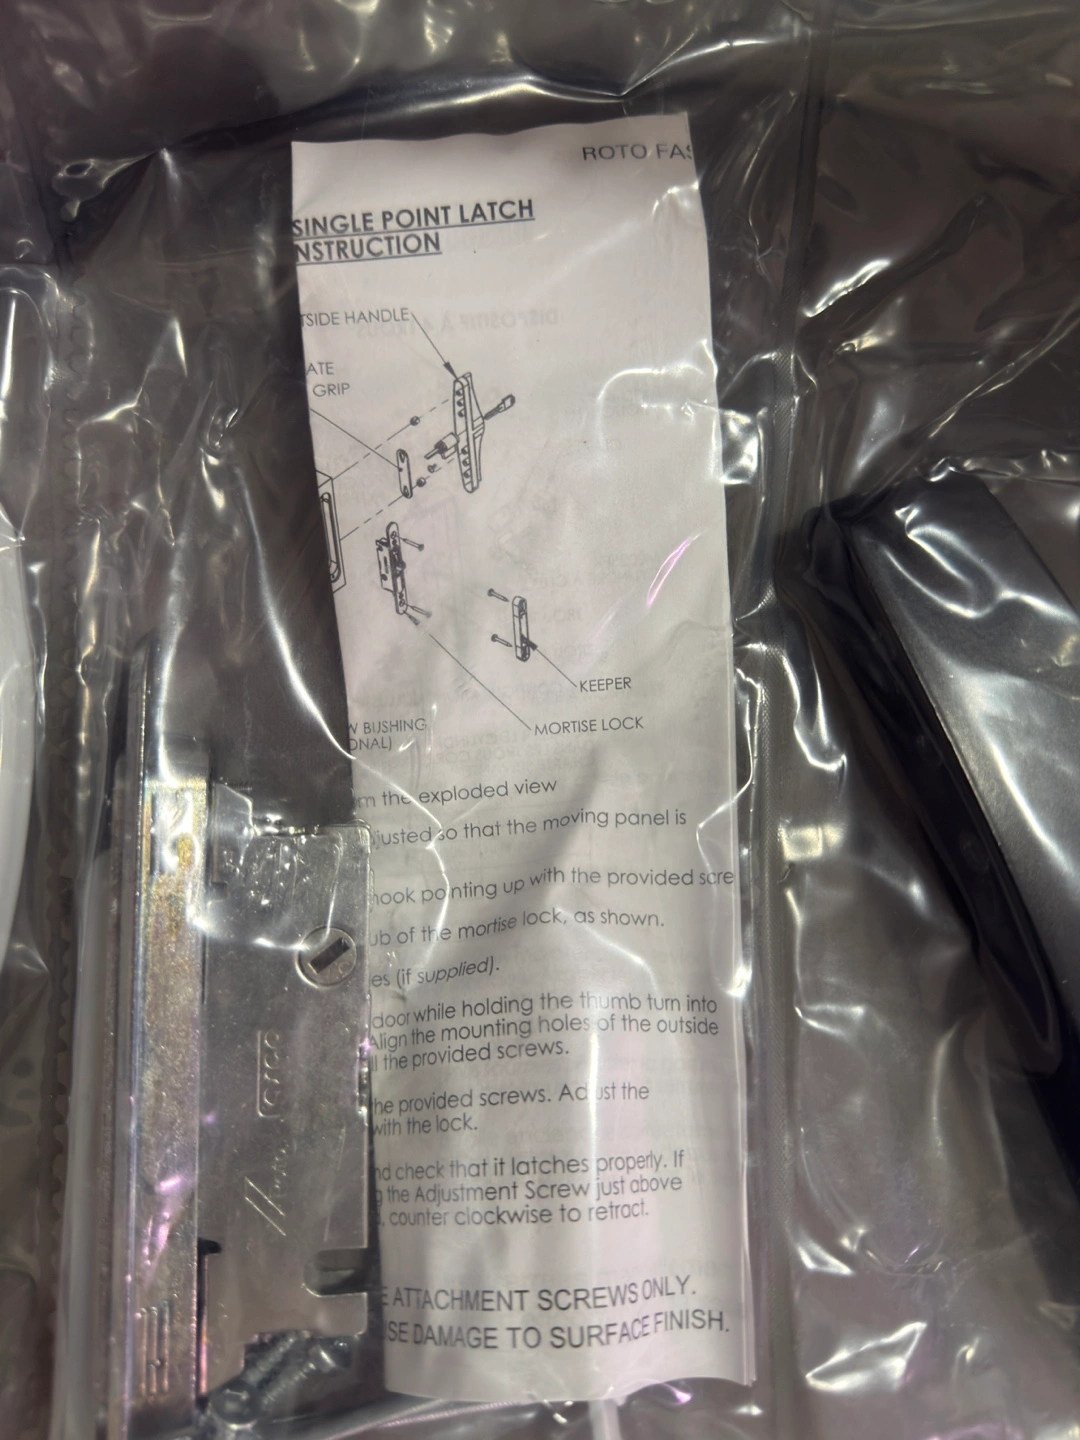 ROTO FAS
SINGLE POINT LATCH
NSTRUCTION
TSIDE HANDLE
ATE
GRIP
KEEPER
W BUSHING
ONAL)
MORTISE LOCK
m the exploded view
justed so that the moving panel is
hook pointing up with the provided scre
ub of the mortise lock, as shown.
es (if supplied).
door while holding the thumb turn into
Align the mounting holes of the outside
ll the provided screws.
he provided screws. Adjust the
with the lock.
nd check that it latches properly. If
g the Adjustment Screw just above
, counter clockwise to retract.
E ATTACHMENT SCREWS ONLY.
USE DAMAGE TO SURFACE FINISH.